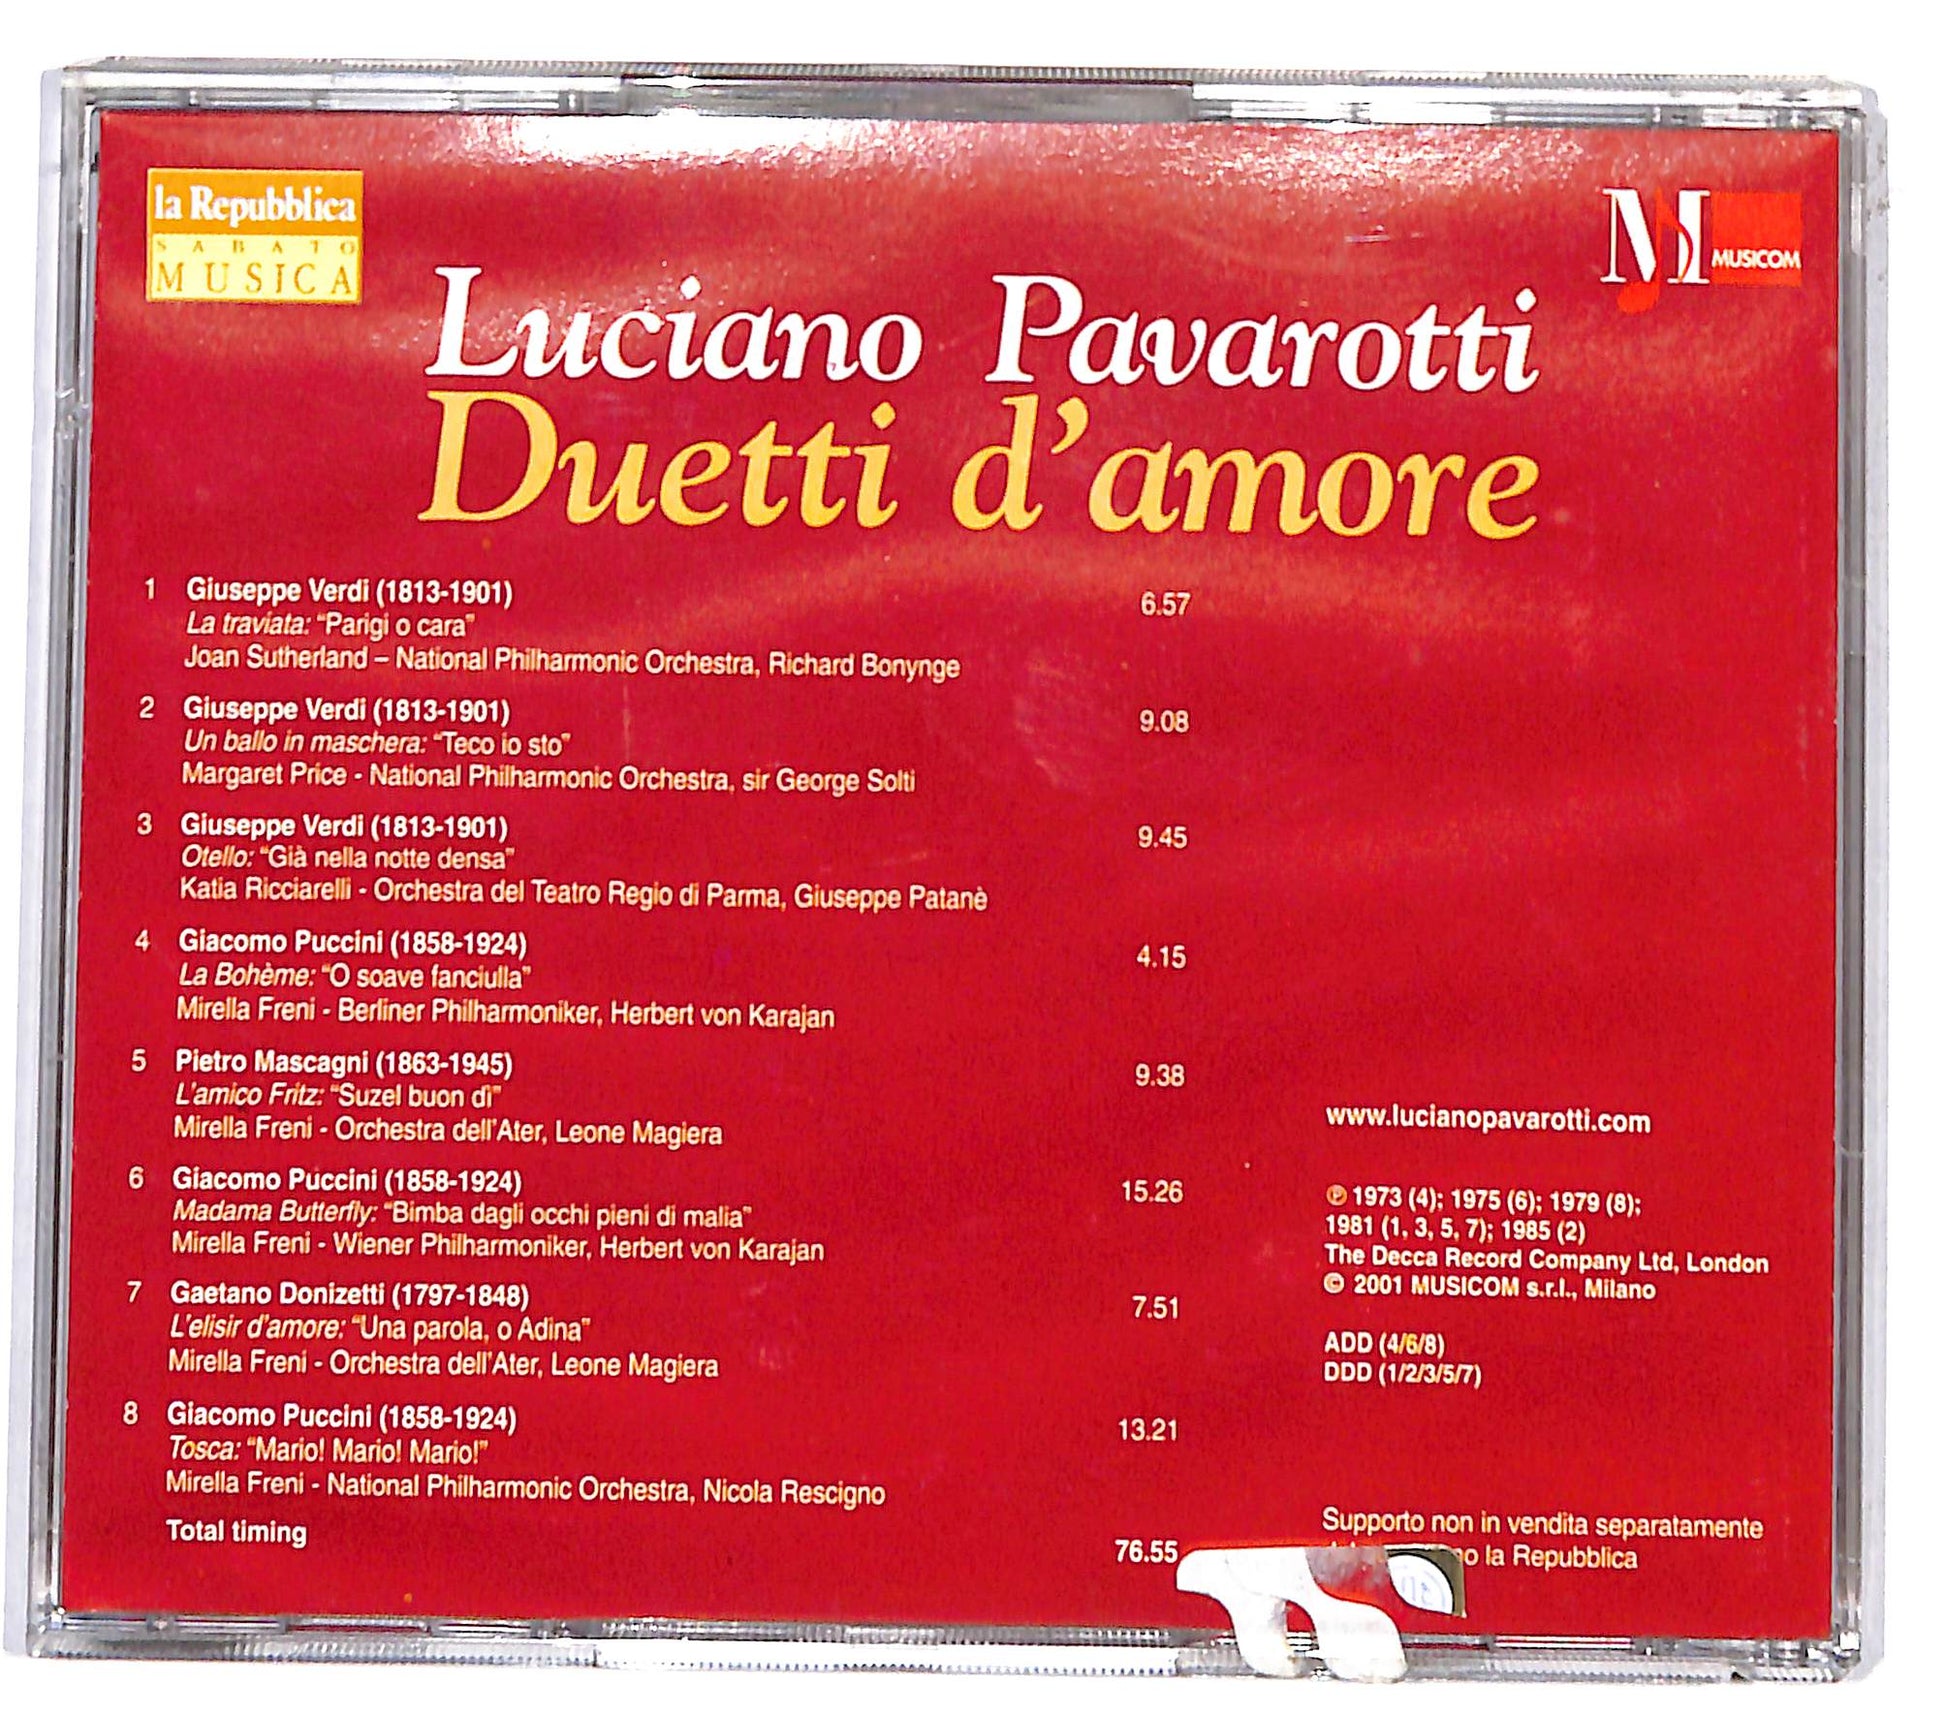 la Repubblica
SABATO
MUSICA
M MUSICOM
Luciano Pavarotti
Duetti d'amore
1 Giuseppe Verdi (1813-1901) 6.57
La traviata: "Parigi o cara"
Joan Sutherland – National Philharmonic Orchestra, Richard Bonynge
2 Giuseppe Verdi (1813-1901) 9.08
Un ballo in maschera: "Teco io sto"
Margaret Price - National Philharmonic Orchestra, sir George Solti
3 Giuseppe Verdi (1813-1901) 9.45
Otello: "Già nella notte densa"
Katia Ricciarelli - Orchestra del Teatro Regio di Parma, Giuseppe Patanè
4 Giacomo Puccini (1858-1924) 4.15
La Bohème: "O soave fanciulla"
Mirella Freni - Berliner Philharmoniker, Herbert von Karajan
5 Pietro Mascagni (1863-1945) 9.38
L'amico Fritz: "Suzel buon dì"
Mirella Freni - Orchestra dell'Ater, Leone Magiera
6 Giacomo Puccini (1858-1924) 15.26
Madama Butterfly: "Bimba dagli occhi pieni di malia"
Mirella Freni - Wiener Philharmoniker, Herbert von Karajan
7 Gaetano Donizetti (1797-1848) 7.51
L'elisir d'amore: "Una parola, o Adina"
Mirella Freni - Orchestra dell'Ater, Leone Magiera
8 Giacomo Puccini (1858-1924) 13.21
Tosca: "Mario! Mario! Mario!"
Mirella Freni - National Philharmonic Orchestra, Nicola Rescigno
Total timing 76.55
www.lucianopavarotti.com
℗ 1973 (4); 1975 (6); 1979 (8);
1981 (1, 3, 5, 7); 1985 (2)
The Decca Record Company Ltd, London
© 2001 MUSICOM s.r.l., Milano
ADD (4/6/8)
DDD (1/2/3/5/7)
Supporto non in vendita separatamente
la Repubblica